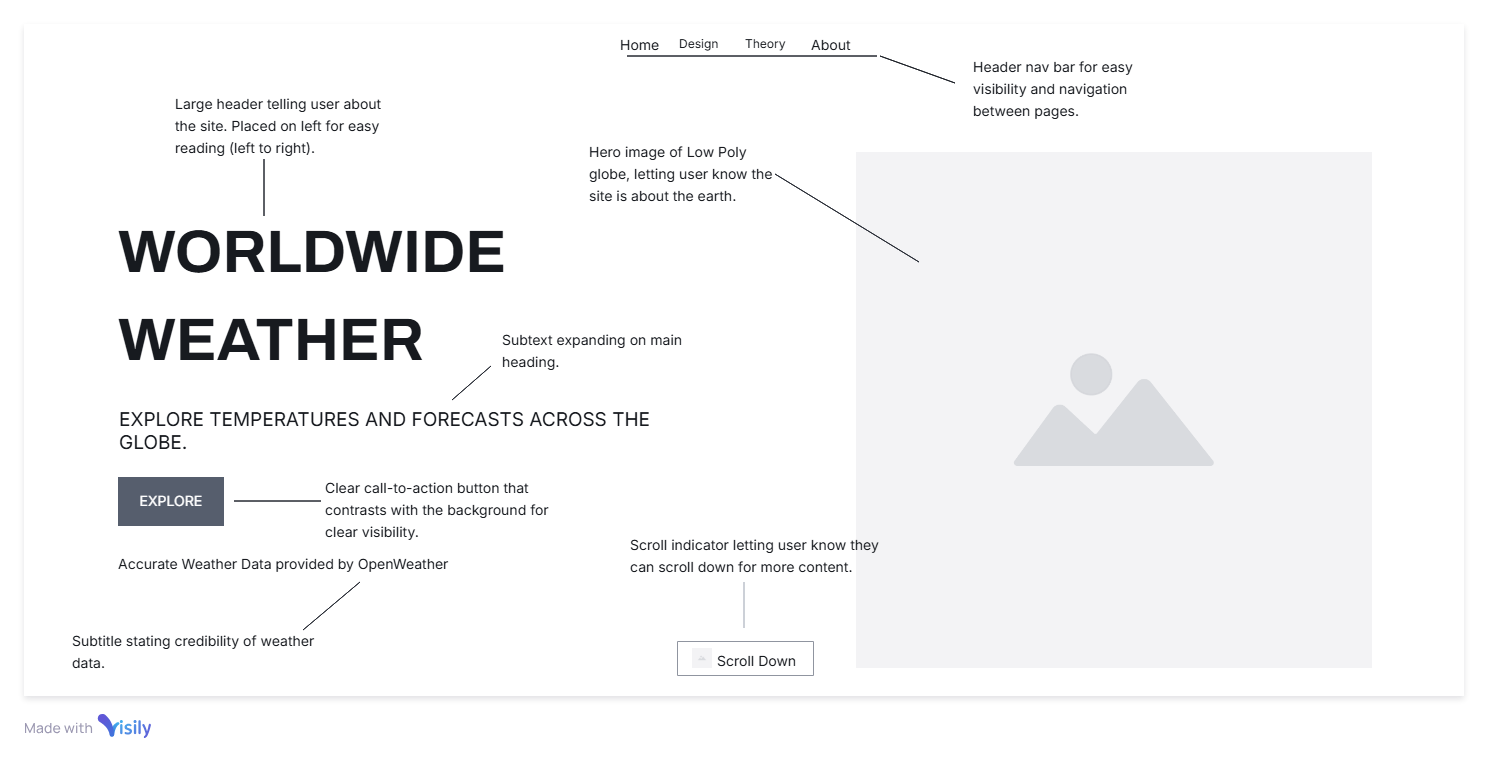 Home Design Theory About
Header nav bar for easy
visibility and navigation
between pages.
Large header telling user about
the site. Placed on left for easy
reading (left to right).
Hero image of Low Poly
globe, letting user know the
site is about the earth.
WORLDWIDE
WEATHER
Subtext expanding on main
heading.
EXPLORE TEMPERATURES AND FORECASTS ACROSS THE
GLOBE.
EXPLORE
Clear call-to-action button that
contrasts with the background for
clear visibility.
Accurate Weather Data provided by OpenWeather
Scroll indicator letting user know they
can scroll down for more content.
Subtitle stating credibility of weather
data.
Scroll Down
Made with Visily